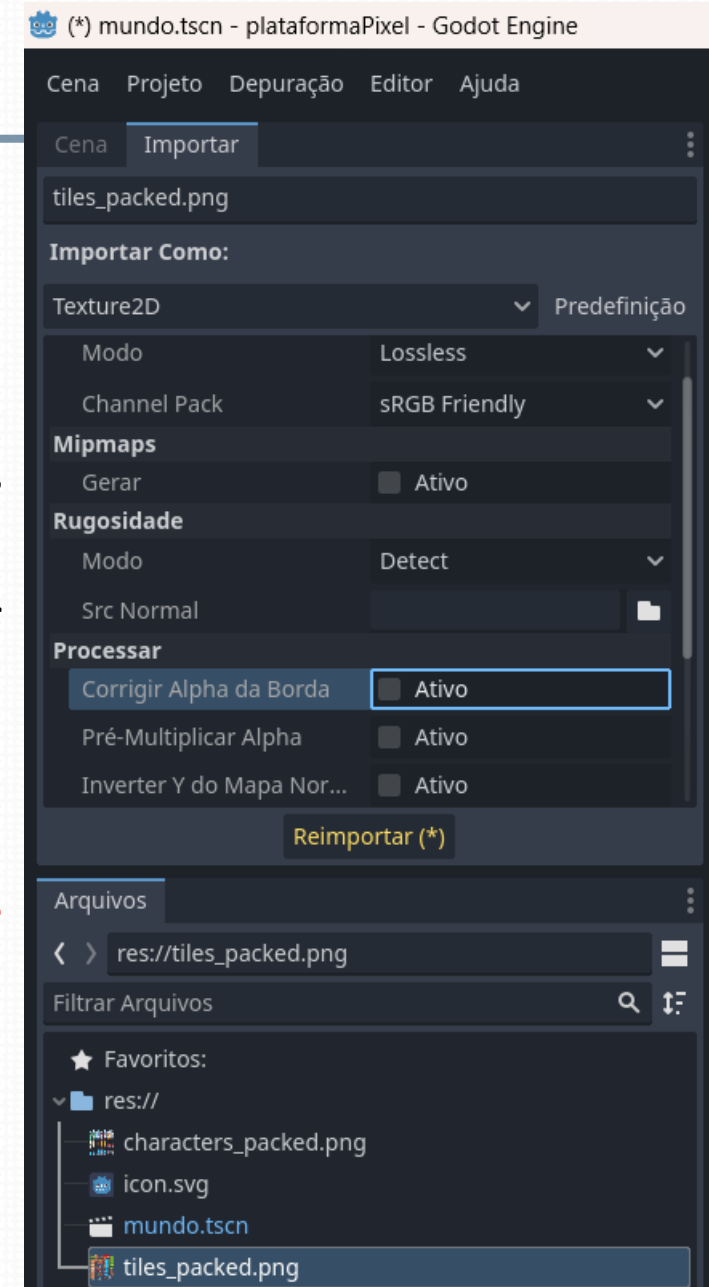 (*) mundo.tscn - plataformaPixel - Godot Engine
Cena Projeto Depuração Editor Ajuda
Cena Importar
tiles_packed.png
Importar Como:
Texture2D Predefinição
Modo Lossless
Channel Pack sRGB Friendly
Mipmaps
Gerar Ativo
Rugosidade
Modo Detect
Src Normal
Processar
Corrigir Alpha da Borda Ativo
Pré-Multiplicar Alpha Ativo
Inverter Y do Mapa Nor... Ativo
Reimportar (*)
Arquivos
res://tiles_packed.png
Filtrar Arquivos
Favoritos:
res://
characters_packed.png
icon.svg
mundo.tscn
tiles_packed.png